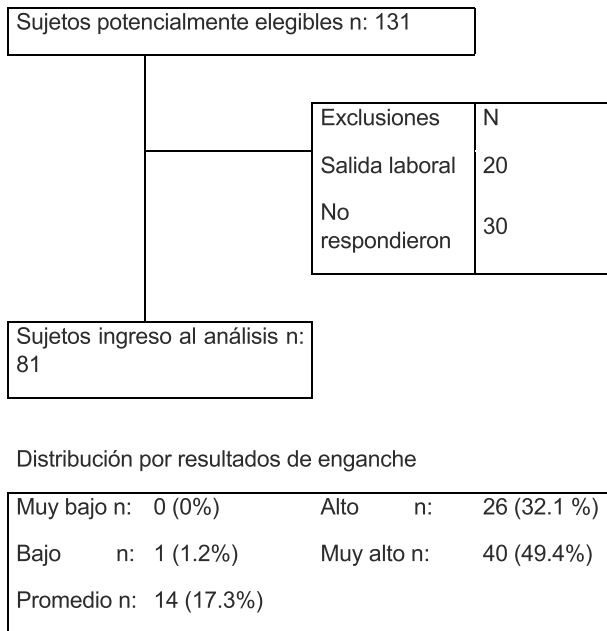 Sujetos potencialmente elegibles n: 131
Exclusiones N
Salida laboral 20
No
respondieron 30
Sujetos ingreso al análisis n:
81
Distribución por resultados de enganche
Muy bajo n: 0 (0%) Alto n: 26 (32.1 %)
Bajo n: 1 (1.2%) Muy alto n: 40 (49.4%)
Promedio n: 14 (17.3%)